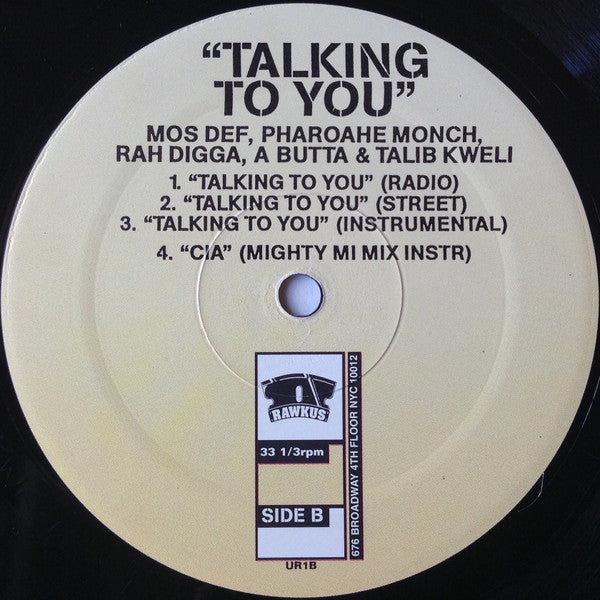 “TALKING
TO YOU”
MOS DEF, PHAROAHE MONCH,
RAH DIGGA, A BUTTA & TALIB KWELI
1. “TALKING TO YOU” (RADIO)
2. “TALKING TO YOU” (STREET)
3. “TALKING TO YOU” (INSTRUMENTAL)
4. “CIA” (MIGHTY MI MIX INSTR)
RAWKUS
33 1/3rpm
SIDE B
676 BROADWAY 4TH FLOOR NYC 10012
UR1B